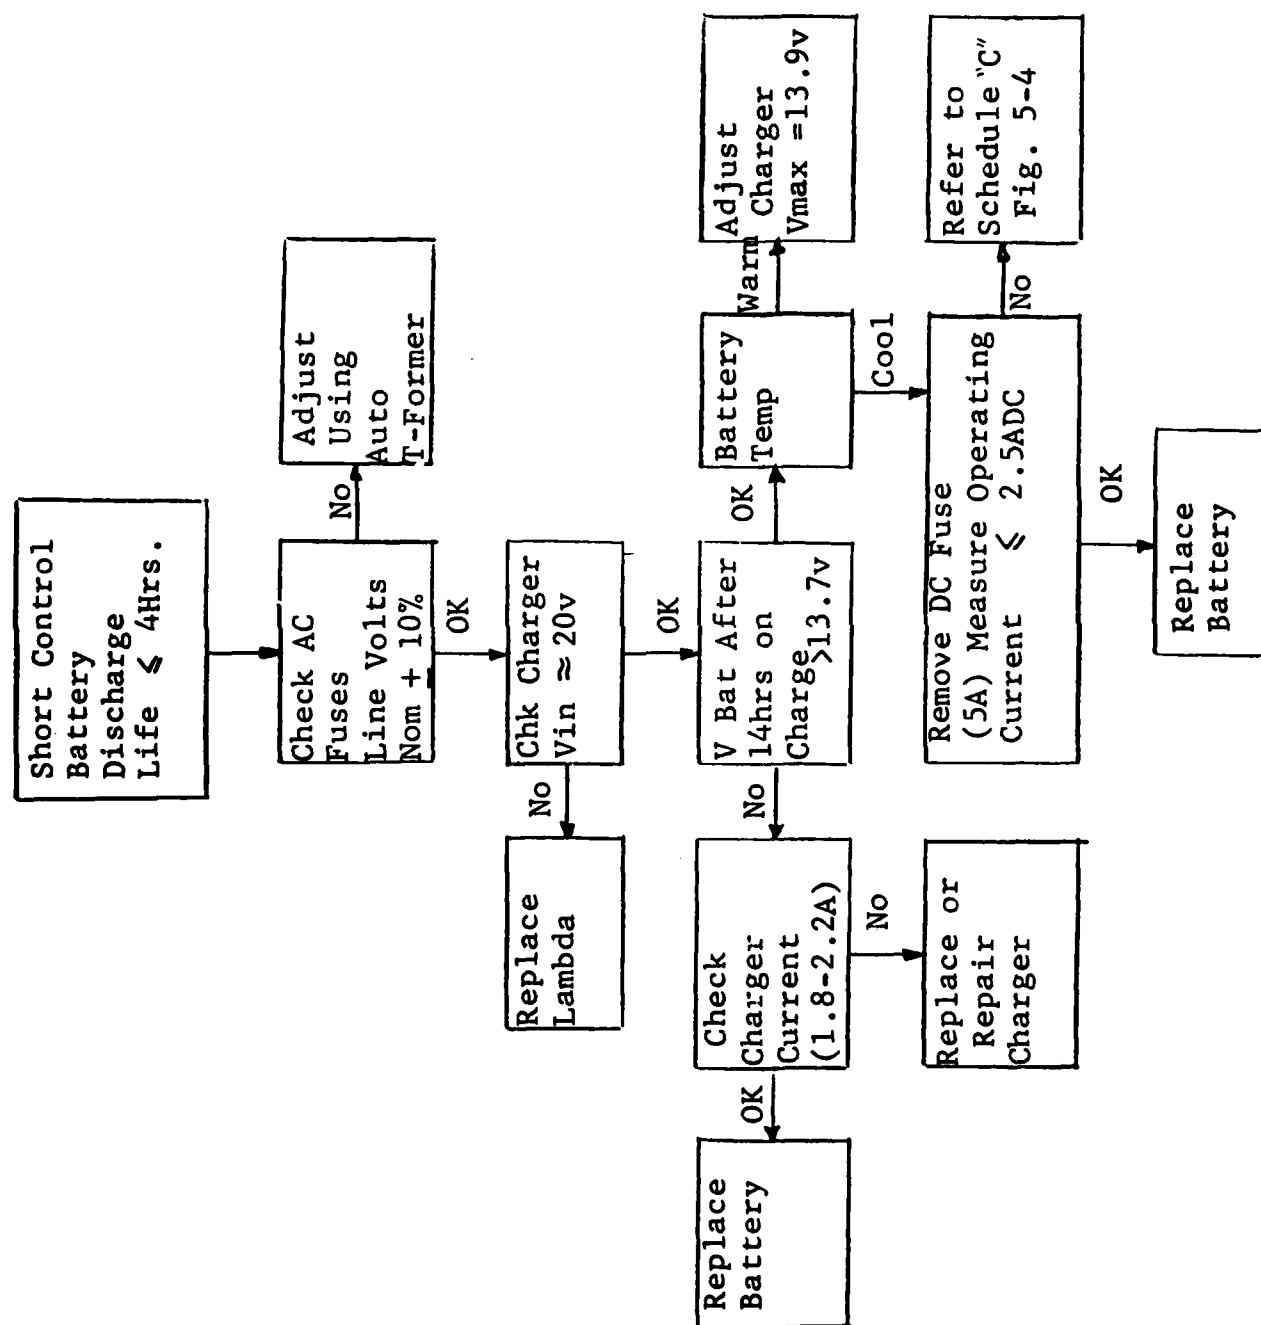 Short Control
Battery
Discharge
Life ⩽ 4Hrs.
Check AC
Fuses
Line Volts
Nom ± 10%
No
Adjust
Using
Auto
T-Former
OK
Chk Charger
Vin ≈ 20v
No
Replace
Lambda
OK
V Bat After
14hrs on
Charge >13.7v
No
Check
Charger
Current
(1.8-2.2A)
OK
Replace
Battery
No
Replace or
Repair
Charger
OK
Battery
Temp
Warm
Adjust
Charger
Vmax =13.9v
Cool
Remove DC Fuse
(5A) Measure Operating
Current ⩽ 2.5ADC
No
Refer to
Schedule "C"
Fig. 5-4
OK
Replace
Battery